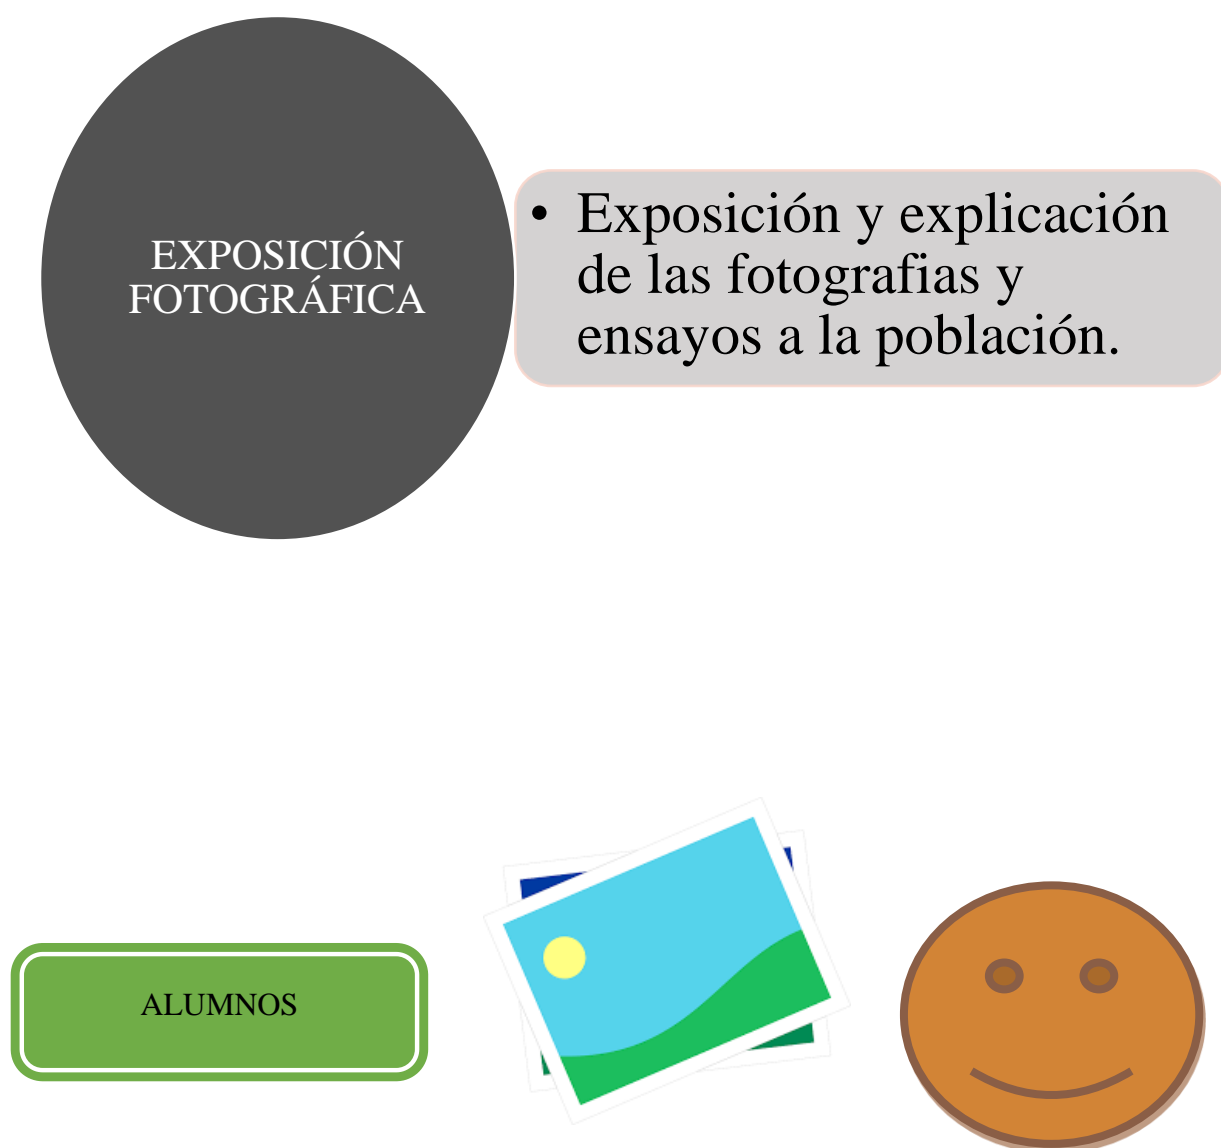 EXPOSICIÓN
FOTOGRÁFICA
• Exposición y explicación
de las fotografias y
ensayos a la población.
ALUMNOS